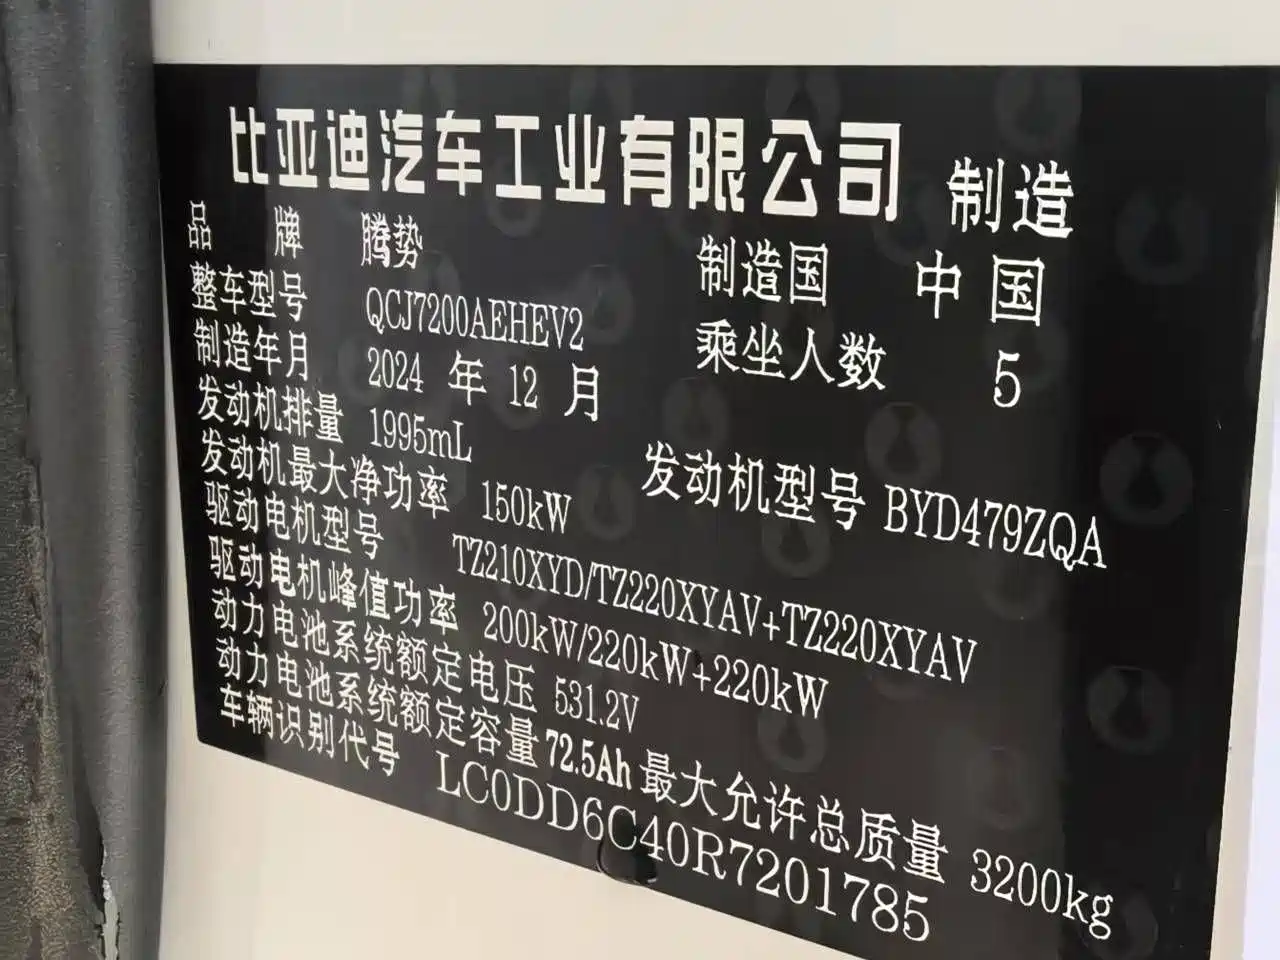 比亚迪汽车工业有限公司 制造
品牌 腾势 制造国 中国
整车型号 QCJ7200AEHEV2 乘坐人数 5
制造年月 2024 年 12 月
发动机排量 1995mL 发动机型号 BYD479ZQA
发动机最大净功率 150kW
驱动电机型号 TZ210XYD/TZ220XYAV+TZ220XYAV
驱动电机峰值功率 200kW/220kW+220kW
动力电池系统额定电压 531.2V
动力电池系统额定容量 72.5Ah 最大允许总质量 3200kg
车辆识别代号 LC0DD6C40R7201785